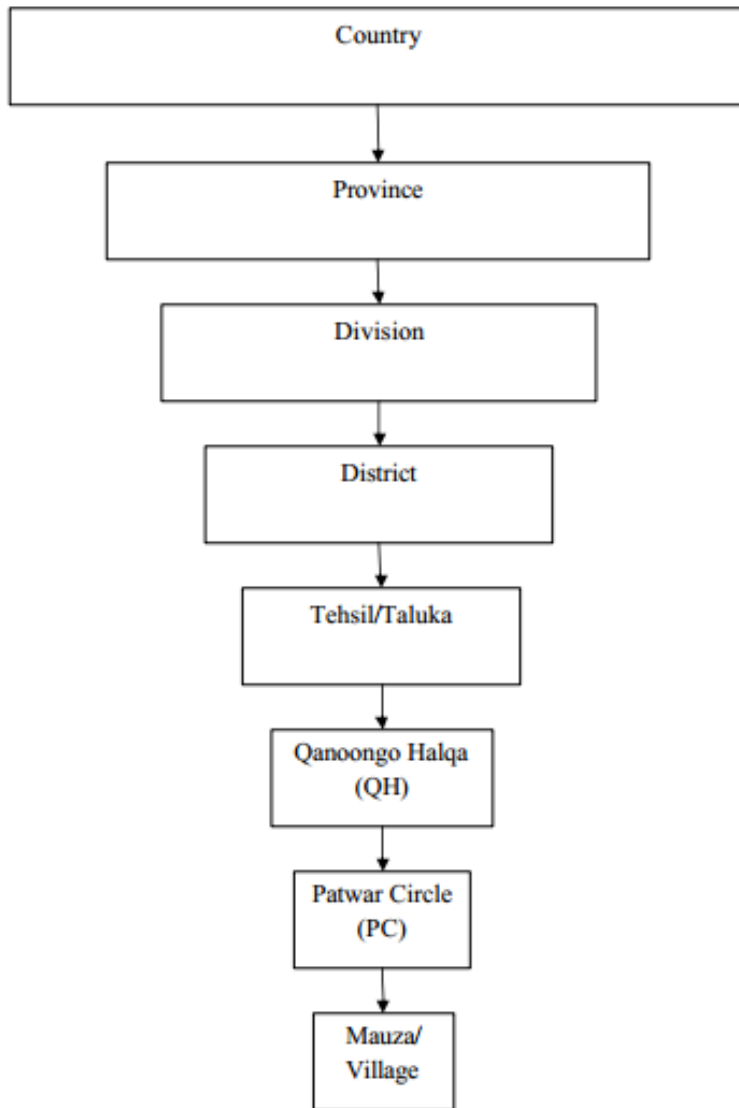 Country
Province
Division
District
Tehsil/Taluka
Qanoongo Halqa
(QH)
Patwar Circle
(PC)
Mauza/
Village